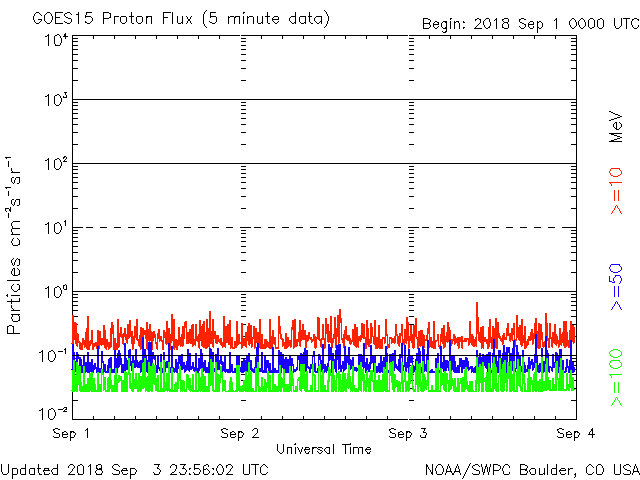 GOES15 Proton Flux (5 minute data)
Begin: 2018 Sep 1 0000 UTC
Particles cm⁻²s⁻¹sr⁻¹
10⁴
10³
10²
10¹
10⁰
10⁻¹
10⁻²
Sep 1
Sep 2
Sep 3
Sep 4
Universal Time
MeV
>=10
>=50
>=100
Updated 2018 Sep 3 23:56:02 UTC
NOAA/SWPC Boulder, CO USA